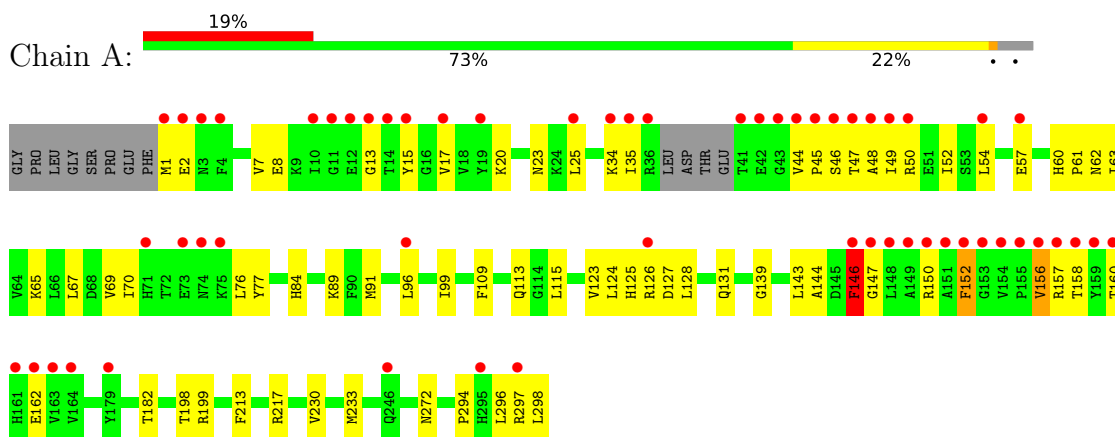 19%
Chain A:
73% 22% • •
GLY PRO LEU GLY SER PRO GLU PHE M1 E2 N3 F4 V7 E8 K9 I10 G11 E12 G13 T14 Y15 G16 V17 V18 Y19 K20 N23 K24 L25 K34 I35 R36 LEU ASP THR GLU T41 E42 G43 V44 P45 S46 T47 A48 I49 R50 E51 I52 S53 L54 E57 H60 P61 N62 I63
V64 K65 L66 L67 D68 V69 I70 H71 T72 E73 N74 K75 L76 Y77 H84 K89 F90 M91 L96 I99 F109 Q113 G114 L115 V123 L124 H125 R126 D127 L128 Q131 G139 L143 A144 D145 F146 G147 L148 A149 R150 A151 F152 G153 V154 P155 V156 R157 T158 Y159 T160
H161 E162 V163 V164 Y179 T182 T198 R199 F213 R217 V230 M233 Q246 N272 P294 H295 L296 R297 L298